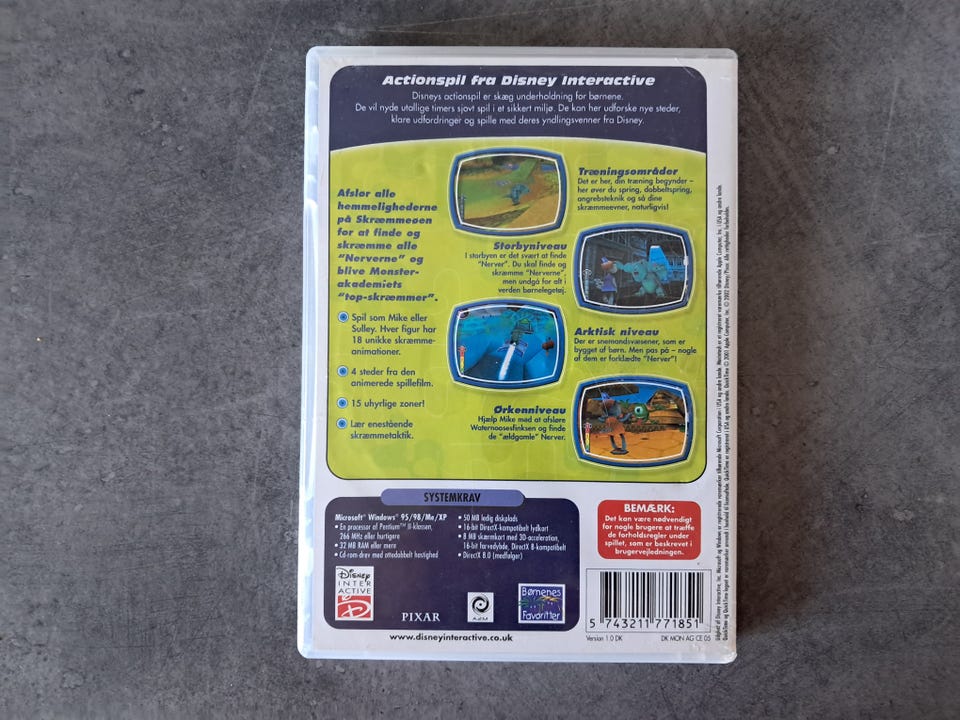 Actionspil fra Disney Interactive
Disneys actionspil er skæg underholdning for børnene.
De vil nyde utallige timers sjovt spil i et sikkert miljø. De kan her udforske nye steder,
klare udfordringer og spille med deres yndlingsvenner fra Disney.
Afslør alle
hemmelighederne
på Skræmmeøen
for at finde og
skræmme alle
"Nerverne" og
blive Monster-
akademiets
"top-skræmmer".
Spil som Mike eller
Sulley. Hver figur har
18 unikke skræmme-
animationer.
4 steder fra den
animerede spillefilm.
15 uhyrlige zoner!
Lær enestående
skræmmetaktik.
Træningsområder
Det er her, din træning begynder –
her øver du spring, dobbeltspring,
angrebsteknik og så dine
skræmmeevner, naturligvis!
Storbyniveau
I storbyen er det svært at finde
"Nerver". Du skal finde og
skræmme "Nerverne",
men undgå for alt i
verden børnelegetøj.
Arktisk niveau
Der er snemandsvæsener, som er
bygget af børn. Men pas på – nogle
af dem er forklædte "Nerver"!
Ørkenniveau
Hjælp Mike med at afsløre
Waternoosesfinksen og finde
de "ældgamle" Nerver.
SYSTEMKRAV
Microsoft® Windows® 95/98/Me/XP
• En processor af Pentium™ II-klassen,
266 MHz eller hurtigere
• 32 MB RAM eller mere
• Cd-rom-drev med ottedobbelt hastighed
• 50 MB ledig diskplads
• 16-bit DirectX-kompatibelt lydkort
• 8 MB skærmkort med 3D-acceleration,
16-bit farvedybde, DirectX 8-kompatibelt
• DirectX 8.0 (medfølger)
BEMÆRK:
Det kan være nødvendigt
for nogle brugere at træffe
de forholdsregler under
spillet, som er beskrevet i
brugervejledningen.
Disney
INTER
ACTIVE
PIXAR
A2M
Børnenes
Favoritter
5 743211 771851
www.disneyinteractive.co.uk
Version 1.0 DK
DK MON AG CE 05